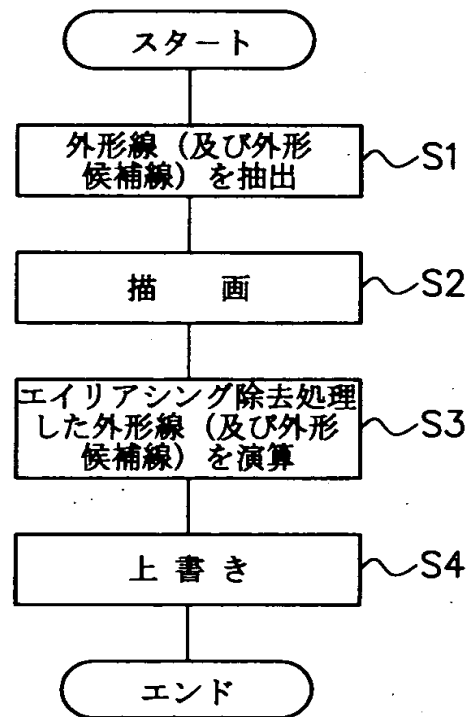 スタート
外形線（及び外形
候補線）を抽出
S1
描　画
S2
エイリアシング除去処理
した外形線（及び外形
候補線）を演算
S3
上書き
S4
エンド